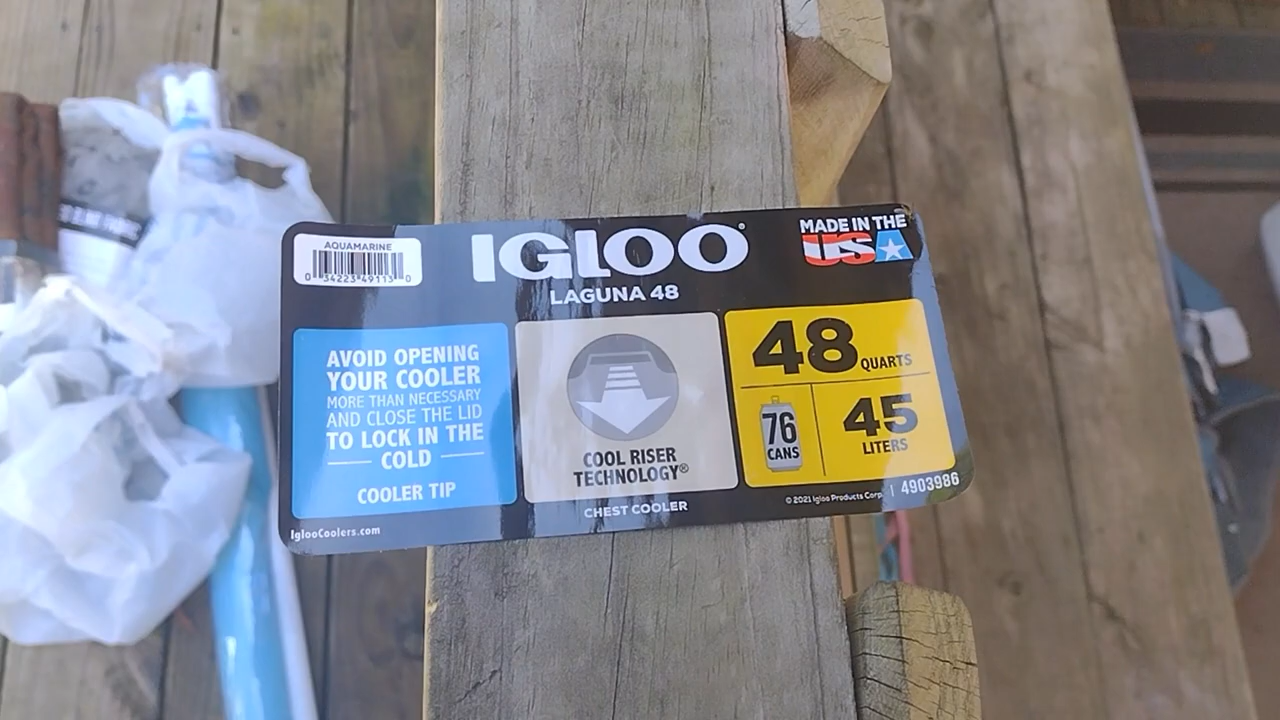 AQUAMARINE
0 34223 49113 0
IGLOO®
LAGUNA 48
MADE IN THE
USA
AVOID OPENING
YOUR COOLER
MORE THAN NECESSARY
AND CLOSE THE LID
TO LOCK IN THE
COLD
COOLER TIP
COOL RISER
TECHNOLOGY®
48 QUARTS
76
CANS
45
LITERS
CHEST COOLER
IglooCoolers.com
© 2021 Igloo Products Corp. | 4903986